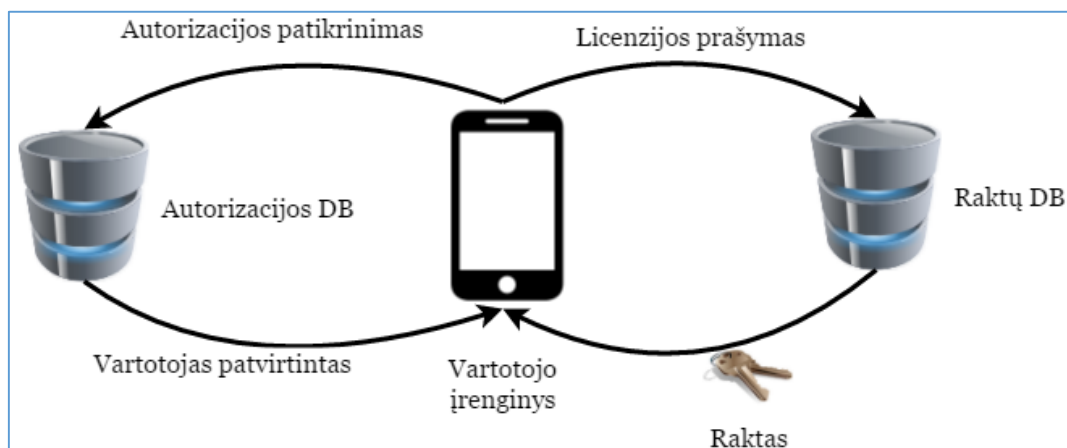 Autorizacijos patikrinimas
Licenzijos prašymas
Autorizacijos DB
Raktų DB
Vartotojas patvirtintas
Vartotojo
įrenginys
Raktas